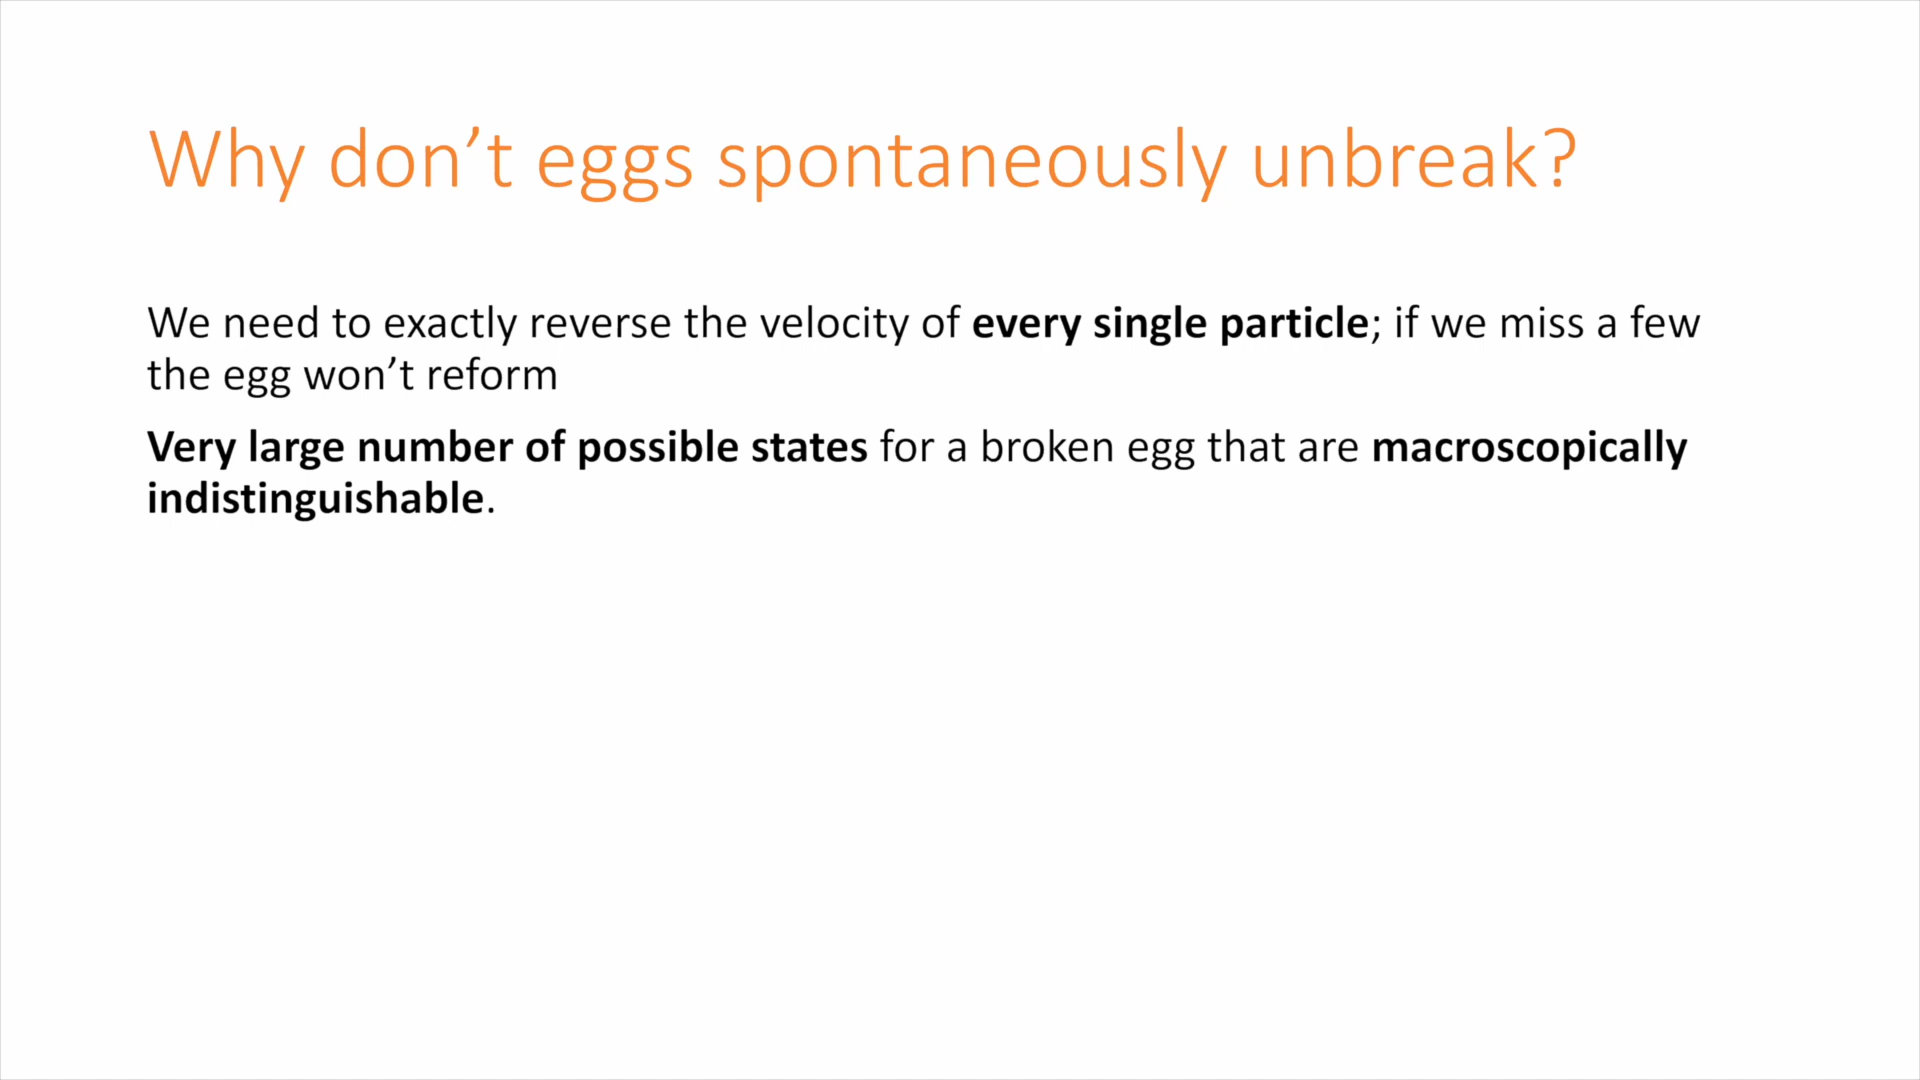 Why don’t eggs spontaneously unbreak?
We need to exactly reverse the velocity of every single particle; if we miss a few
the egg won’t reform
Very large number of possible states for a broken egg that are macroscopically
indistinguishable.